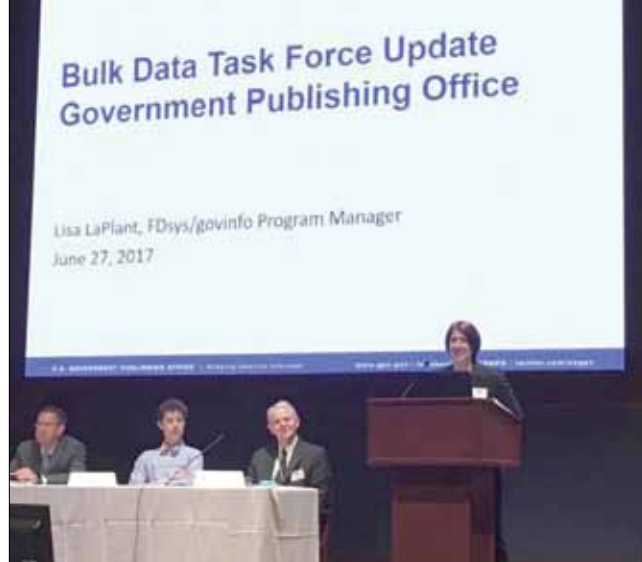 Bulk Data Task Force Update
Government Publishing Office
Lisa LaPlant, FDsys/govinfo Program Manager
June 27, 2017
U.S. GOVERNMENT PUBLISHING OFFICE